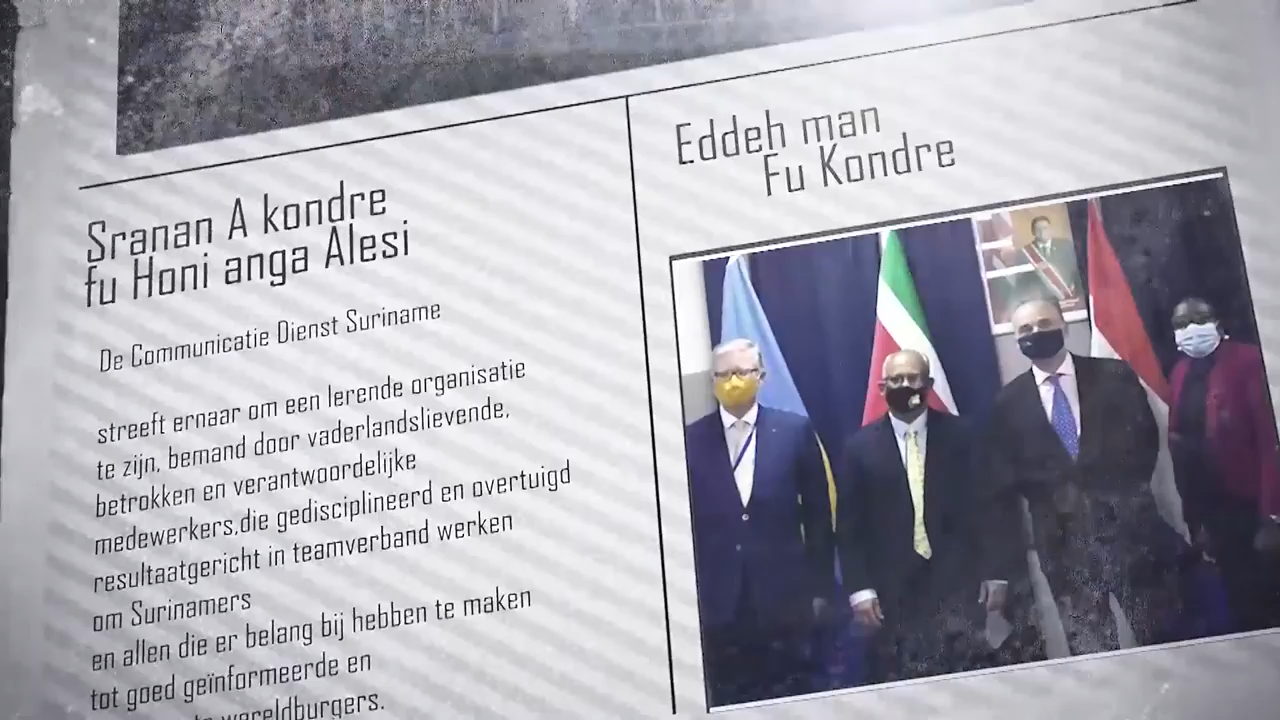 Sranan A kondre
fu Honi anga Alesi
De Communicatie Dienst Suriname
streeft ernaar om een lerende organisatie
te zijn, bemand door vaderlandslievende,
betrokken en verantwoordelijke
medewerkers,die gedisciplineerd en overtuigd
resultaatgericht in teamverband werken
om Surinamers
en allen die er belang bij hebben te maken
tot goed geïnformeerde en
wereldburgers.
Eddeh man
Fu Kondre